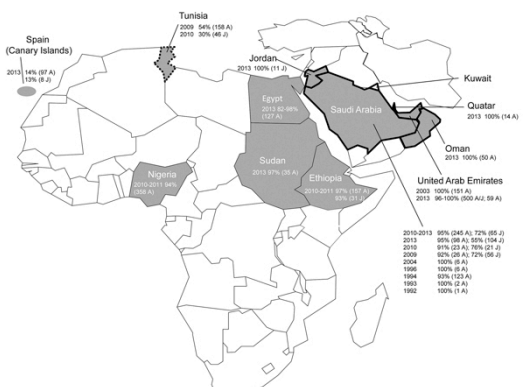 Tunisia
2009 54% (158 A)
2010 30% (46 J)
Spain
(Canary Islands)
2013 14% (97 A)
13% (8 J)
Jordan
2013 100% (11 J)
Kuwait
Egypt
2013 92-98%
(127 A)
Saudi Arabia
Quatar
2013 100% (14 A)
Oman
2013 100% (50 A)
Sudan
2013 97% (35 A)
Nigeria
2010-2011 94%
(358 A)
Ethiopia
2010-2011 97% (157 A)
93% (31 J)
United Arab Emirates
2003 100% (151 A)
2013 96-100% (500 A/J; 59 A)
2010-2013 95% (245 A); 72% (65 J)
2013 95% (98 A); 55% (104 J)
2010 91% (23 A); 76% (21 J)
2009 92% (26 A); 72% (56 J)
2004 100% (6 A)
1996 100% (6 A)
1994 93% (123 A)
1993 100% (2 A)
1992 100% (1 A)